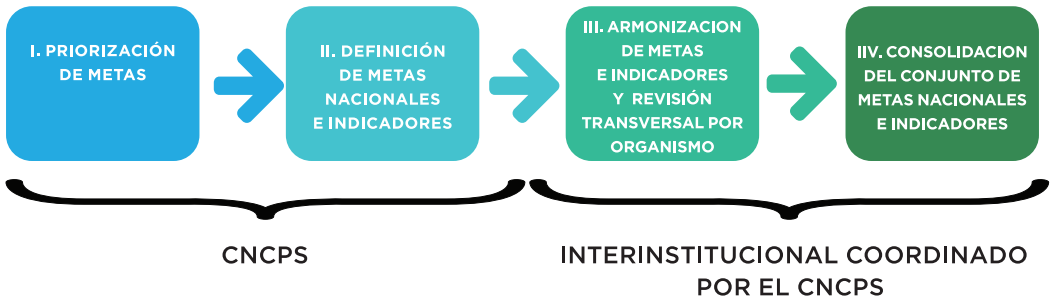 I. PRIORIZACIÓN
DE METAS
II. DEFINICIÓN
DE METAS
NACIONALES
E INDICADORES
III. ARMONIZACION
DE METAS
E INDICADORES
Y REVISIÓN
TRANSVERSAL POR
ORGANISMO
IIV. CONSOLIDACION
DEL CONJUNTO DE
METAS NACIONALES
E INDICADORES
CNCPS
INTERINSTITUCIONAL COORDINADO
POR EL CNCPS